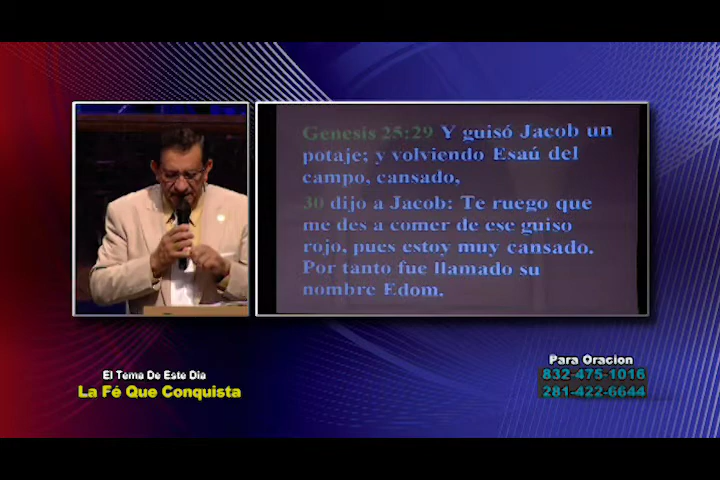 Genesis 25:29 Y guisó Jacob un
potaje; y volviendo Esaú del
campo, cansado,
30 dijo a Jacob: Te ruego que
me des a comer de ese guiso
rojo, pues estoy muy cansado.
Por tanto fue llamado su
nombre Edom.
El Tema De Este Dia
La Fé Que Conquista
Para Oracion
832-475-1016
281-422-6644